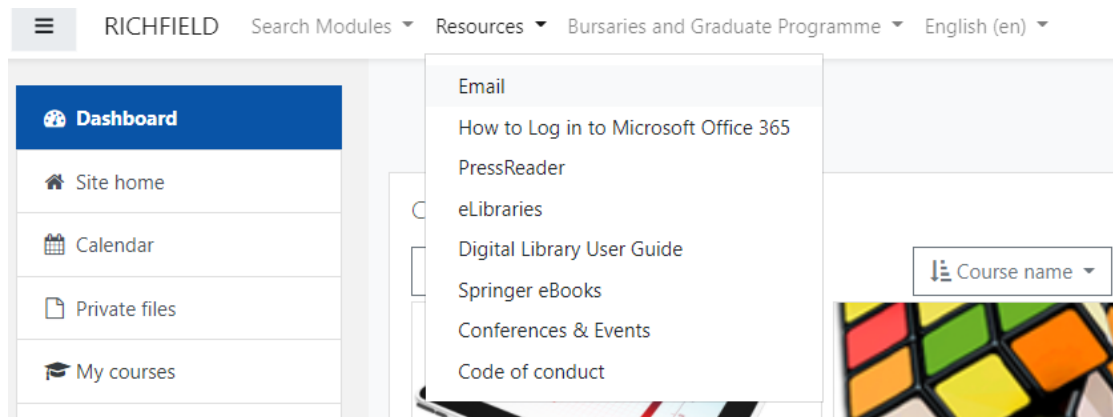 RICHFIELD Search Modules Resources Bursaries and Graduate Programme English (en)
Email
Dashboard
How to Log in to Microsoft Office 365
PressReader
Site home
eLibraries
Calendar
Digital Library User Guide
Course name
Springer eBooks
Private files
Conferences & Events
My courses
Code of conduct